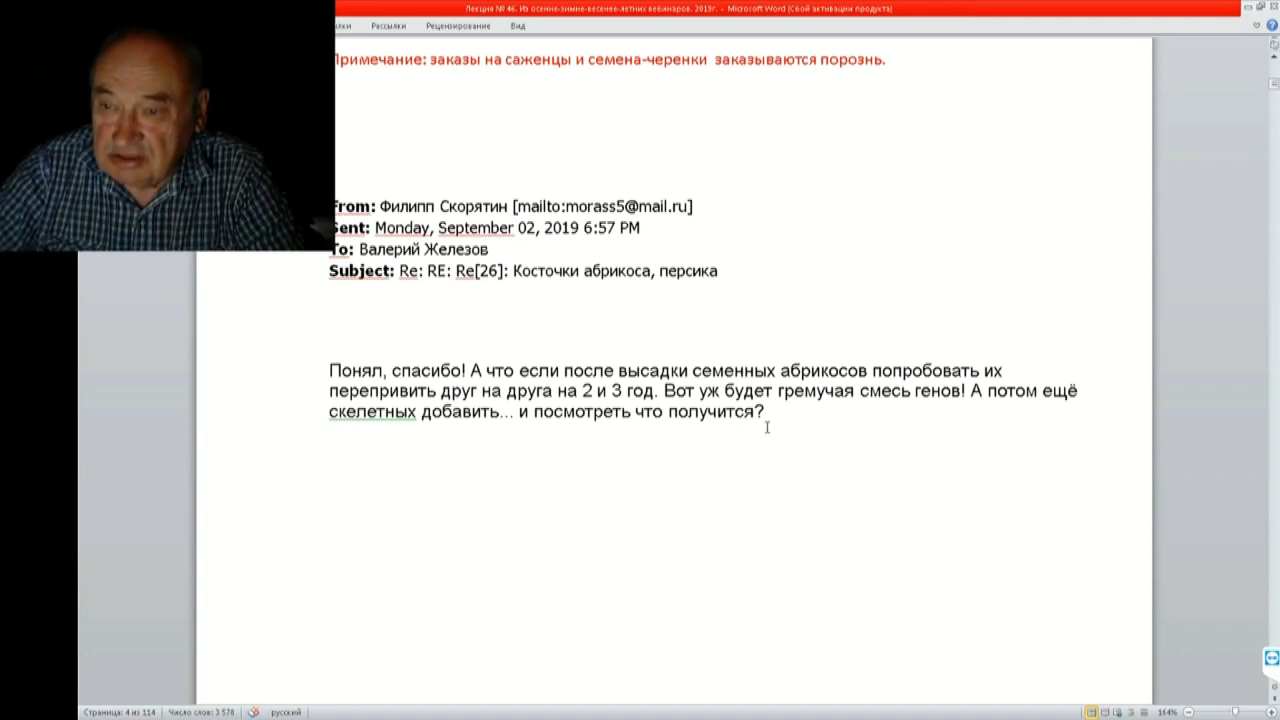 Лекция № 46. Из осенне-зимне-весенее-летних вебинаров. 2019г. - Microsoft Word (Сбой активации продукта)
Рассылки Рецензирование Вид
Примечание: заказы на саженцы и семена-черенки заказываются порознь.
From: Филипп Скорятин [mailto:morass5@mail.ru]
Sent: Monday, September 02, 2019 6:57 PM
To: Валерий Железов
Subject: Re: RE: Re[26]: Косточки абрикоса, персика
Понял, спасибо! А что если после высадки семенных абрикосов попробовать их
перепривить друг на друга на 2 и 3 год. Вот уж будет гремучая смесь генов! А потом ещё
скелетных добавить... и посмотреть что получится?
Страница: 4 из 114 Число слов: 3 578 русский 164%